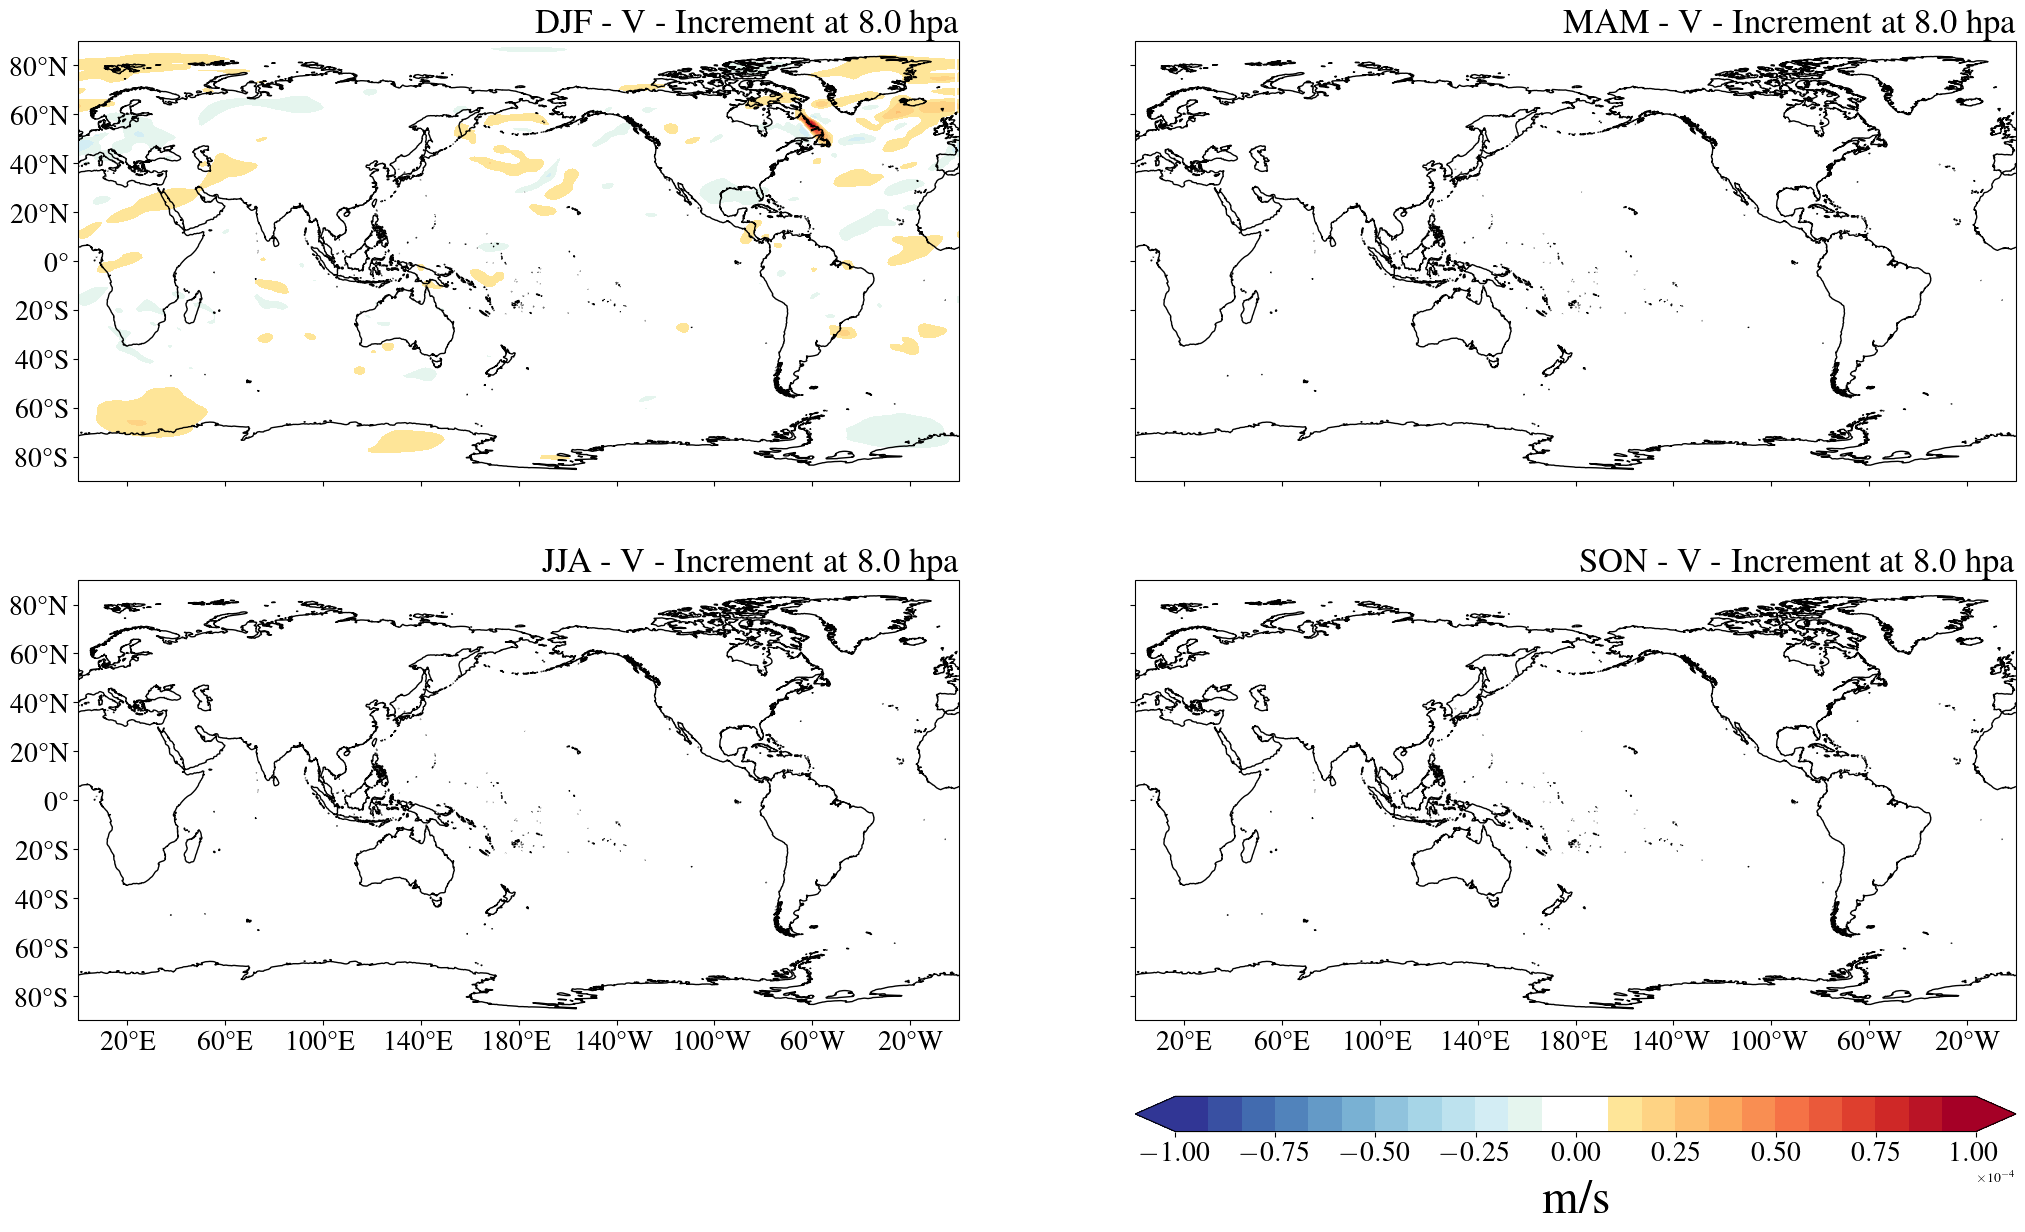 DJF - V - Increment at 8.0 hpa
MAM - V - Increment at 8.0 hpa
80°N
60°N
40°N
20°N
0°
20°S
40°S
60°S
80°S
JJA - V - Increment at 8.0 hpa
SON - V - Increment at 8.0 hpa
80°N
60°N
40°N
20°N
0°
20°S
40°S
60°S
80°S
20°E 60°E 100°E 140°E 180°E 140°W 100°W 60°W 20°W
20°E 60°E 100°E 140°E 180°E 140°W 100°W 60°W 20°W
−1.00 −0.75 −0.50 −0.25 0.00 0.25 0.50 0.75 1.00
×10⁻⁴
m/s